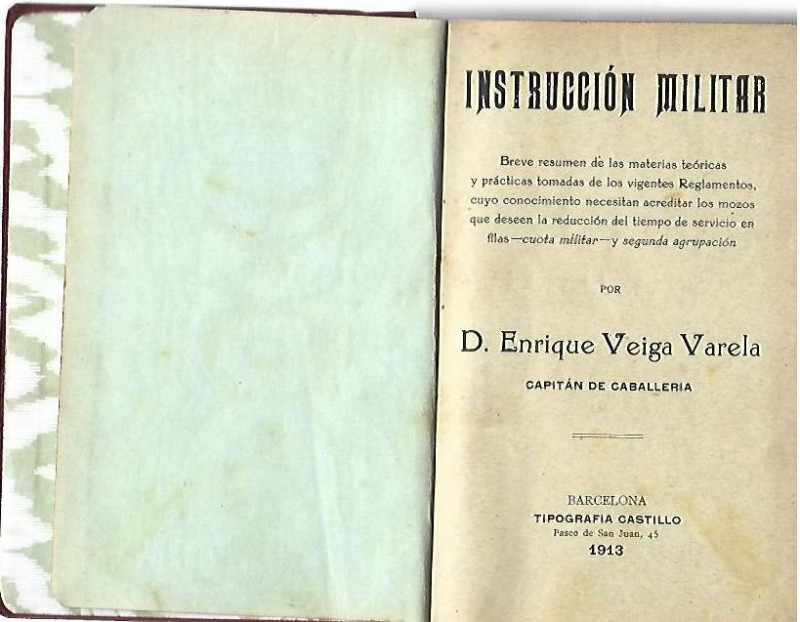 INSTRUCCIÓN MILITAR
Breve resumen de las materias teóricas
y prácticas tomadas de los vigentes Reglamentos,
cuyo conocimiento necesitan acreditar los mozos
que deseen la reducción del tiempo de servicio en
filas—cuota militar—y segunda agrupación
POR
D. Enrique Veiga Varela
CAPITÁN DE CABALLERIA
BARCELONA
TIPOGRAFIA CASTILLO
Paseo de San Juan, 45
1913